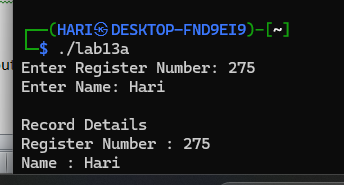 ┌──(HARI㉿DESKTOP-FND9EI9)-[~]
└─$ ./lab13a
Enter Register Number: 275
Enter Name: Hari

Record Details
Register Number : 275
Name : Hari